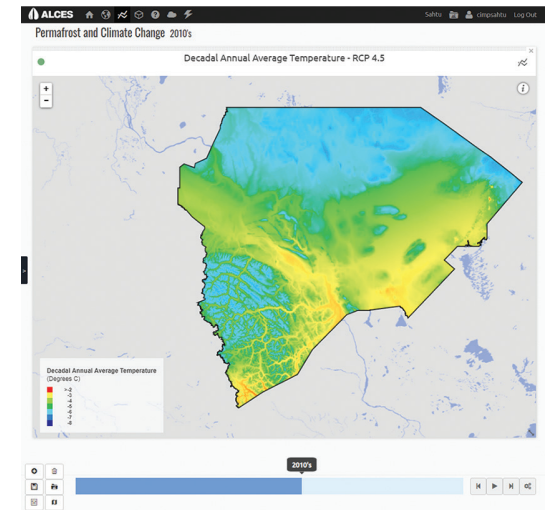 ALCES
Sahtu
clmpsahtu
Log Out
Permafrost and Climate Change 2010's
Decadal Annual Average Temperature - RCP 4.5
+
-
i
Decadal Annual Average Temperature
(Degrees C)
>-2
-3
-4
-5
-6
-7
-8
2010's